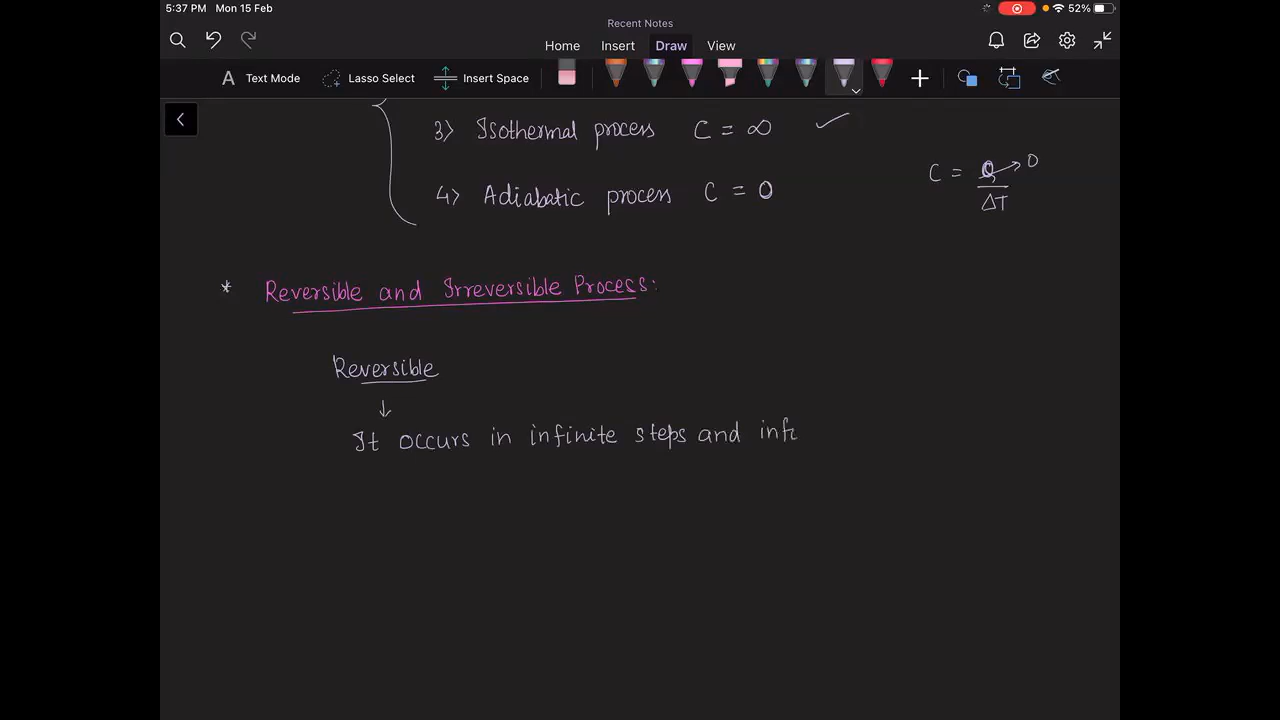 5:37 PM Mon 15 Feb
52%
Recent Notes
Home Insert Draw View
Text Mode Lasso Select Insert Space
3) Isothermal process C = ∞ ✓
C = Q → 0
ΔT
4) Adiabatic process C = 0
* Reversible and Irreversible Process:
Reversible
↓
It occurs in infinite steps and inf